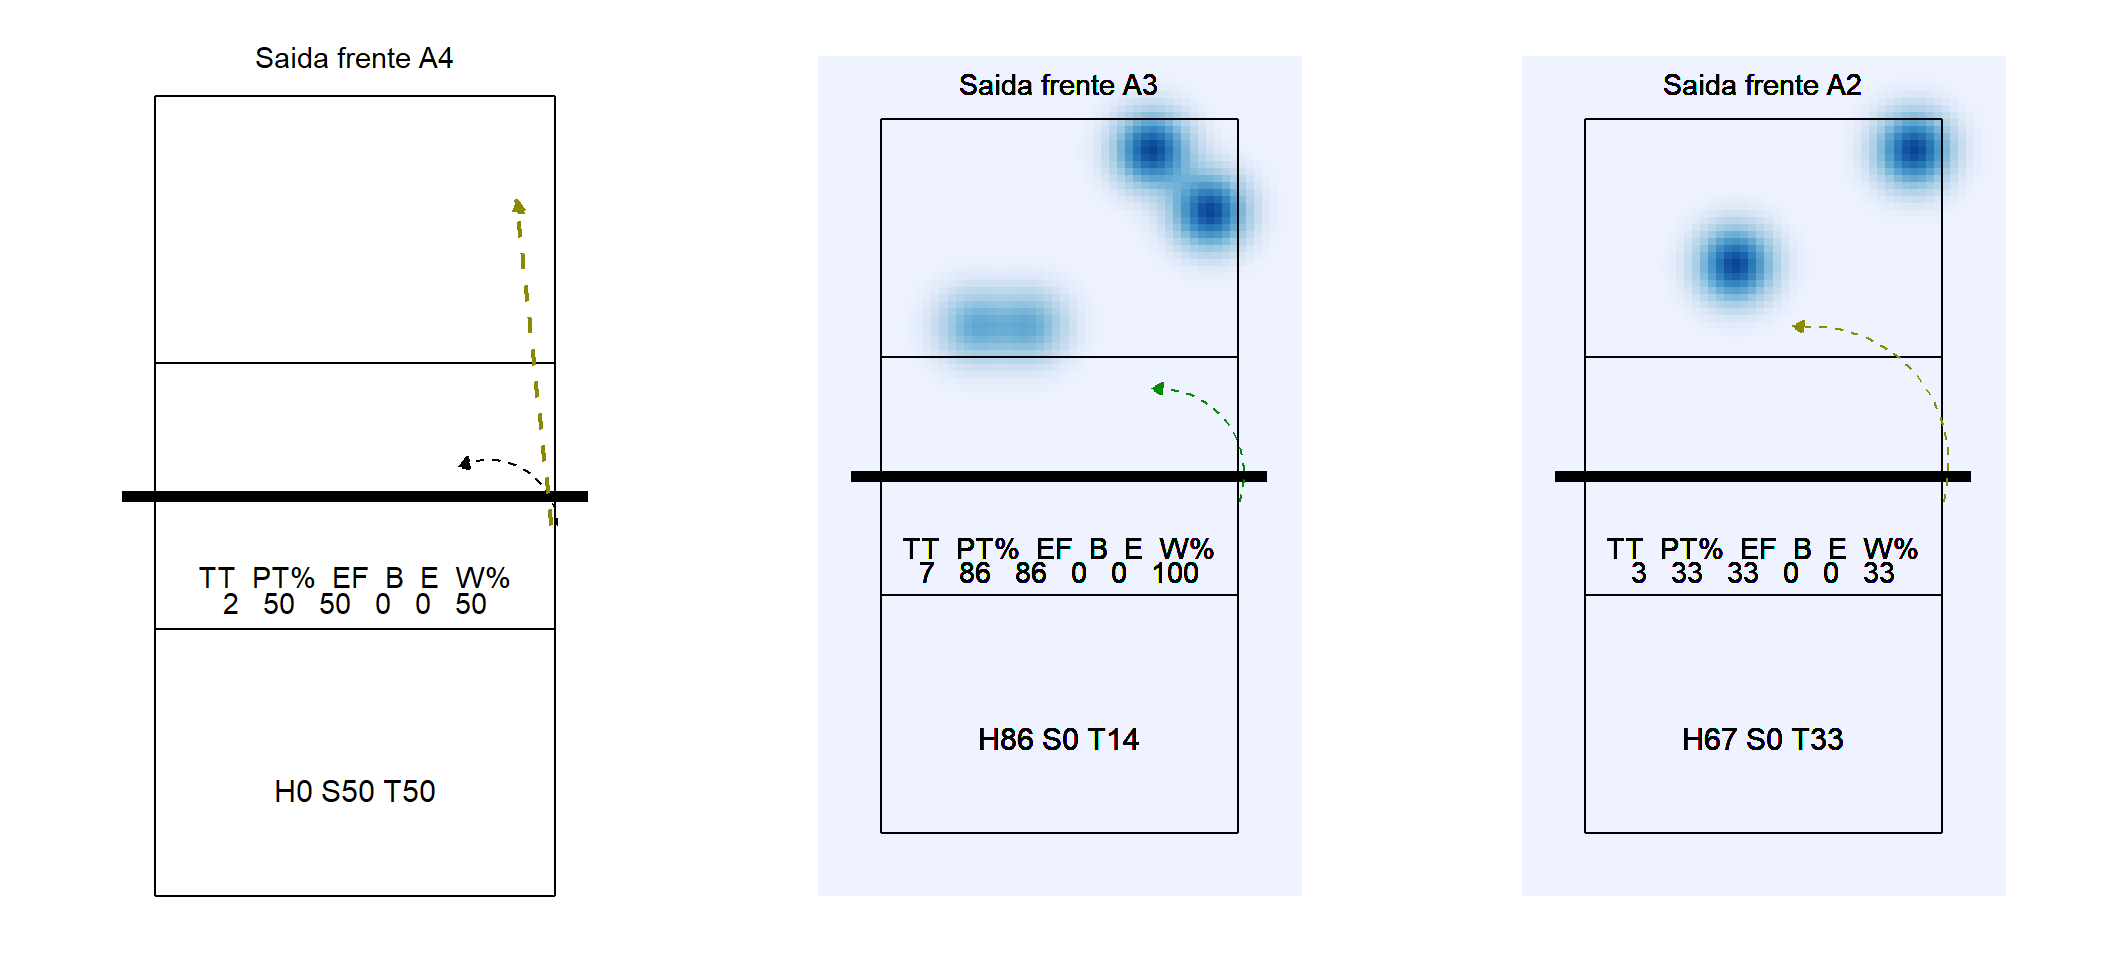 Saida frente A4
TT PT% EF B E W%
2 50 50 0 0 50
H0 S50 T50
Saida frente A3
TT PT% EF B E W%
7 86 86 0 0 100
H86 S0 T14
Saida frente A2
TT PT% EF B E W%
3 33 33 0 0 33
H67 S0 T33